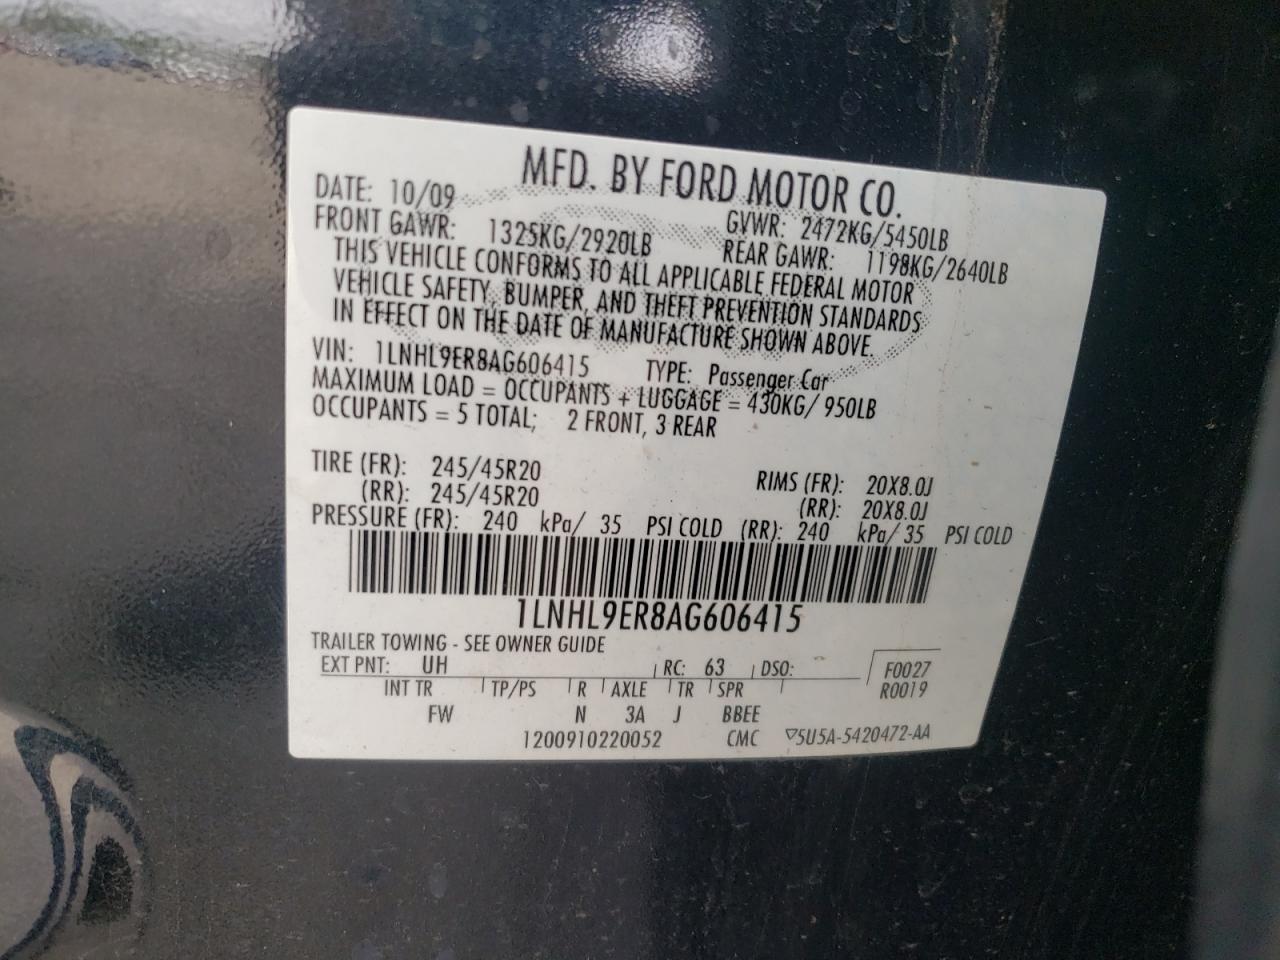 MFD. BY FORD MOTOR CO.
DATE: 10/09 GVWR: 2472KG/5450LB
FRONT GAWR: 1325KG/2920LB REAR GAWR: 1198KG/2640LB
THIS VEHICLE CONFORMS TO ALL APPLICABLE FEDERAL MOTOR
VEHICLE SAFETY, BUMPER, AND THEFT PREVENTION STANDARDS
IN EFFECT ON THE DATE OF MANUFACTURE SHOWN ABOVE.
VIN: 1LNHL9ER8AG606415 TYPE: Passenger Car
MAXIMUM LOAD = OCCUPANTS + LUGGAGE = 430KG/ 950LB
OCCUPANTS = 5 TOTAL; 2 FRONT, 3 REAR
TIRE (FR): 245/45R20 RIMS (FR): 20X8.0J
(RR): 245/45R20 (RR): 20X8.0J
PRESSURE (FR): 240 kPa/ 35 PSI COLD (RR): 240 kPa/ 35 PSI COLD
1LNHL9ER8AG606415
TRAILER TOWING - SEE OWNER GUIDE
EXT PNT: UH RC: 63 DSO: F0027
INT TR TP/PS R AXLE TR SPR R0019
FW N 3A J BBEE
1200910220052 CMC ▽5U5A-5420472-AA